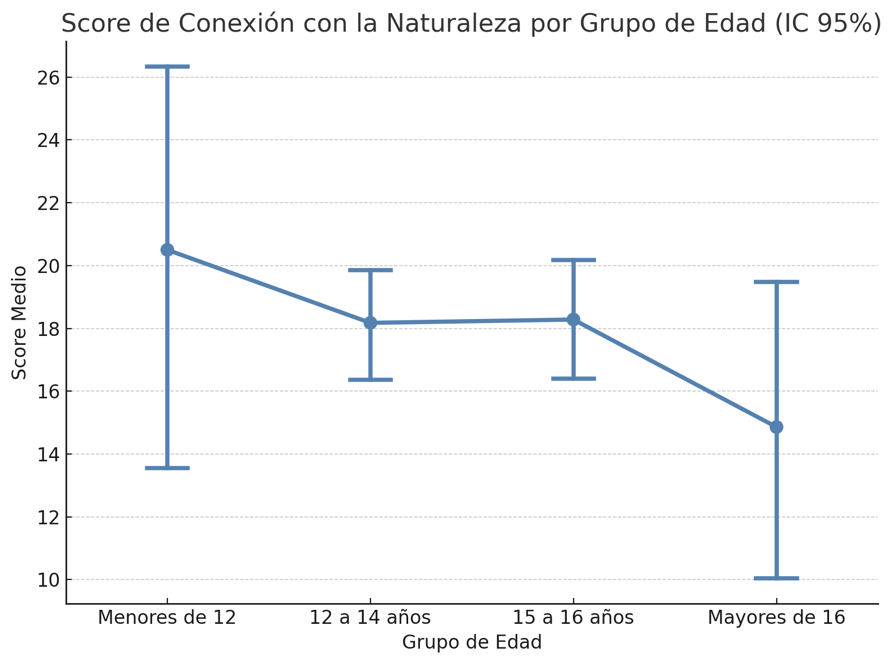 Score de Conexión con la Naturaleza por Grupo de Edad (IC 95%)
Score Medio
26
24
22
20
18
16
14
12
10
Menores de 12
12 a 14 años
15 a 16 años
Mayores de 16
Grupo de Edad